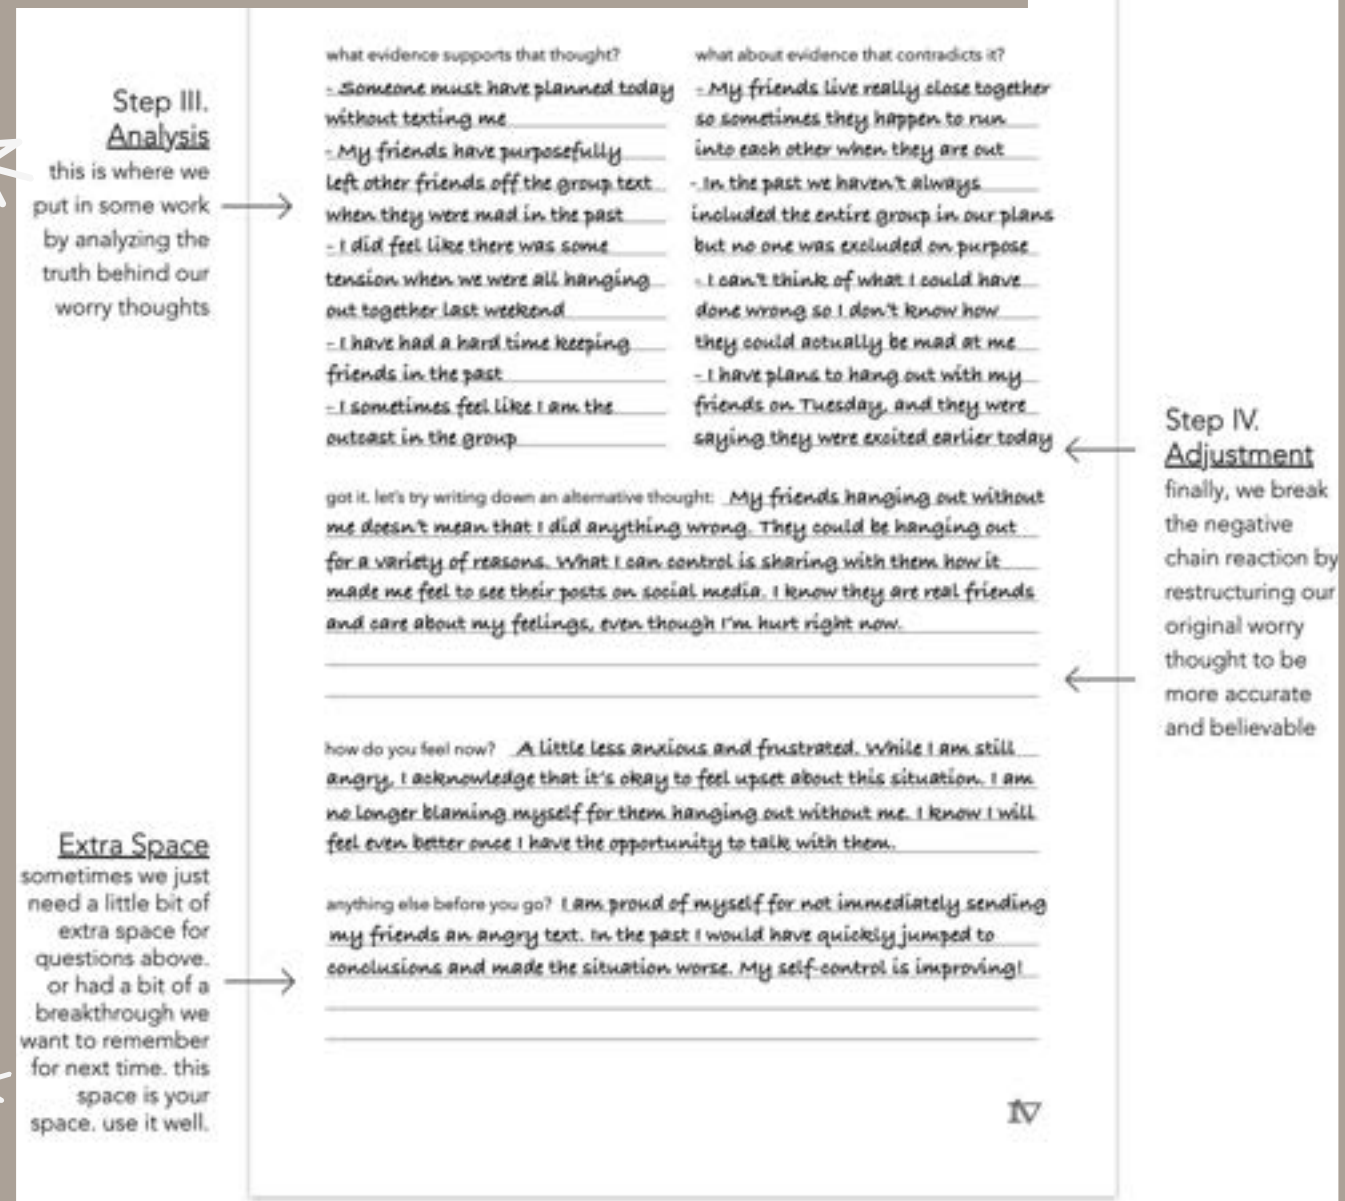 Step III.
Analysis
this is where we
put in some work
by analyzing the
truth behind our
worry thoughts
what evidence supports that thought?
- Someone must have planned today
without texting me
- My friends have purposefully
left other friends off the group text
when they were mad in the past
- I did feel like there was some
tension when we were all hanging
out together last weekend
- I have had a hard time keeping
friends in the past
- I sometimes feel like I am the
outcast in the group
what about evidence that contradicts it?
- My friends live really close together
so sometimes they happen to run
into each other when they are out
- In the past we haven't always
included the entire group in our plans
but no one was excluded on purpose
- I can't think of what I could have
done wrong so I don't know how
they could actually be mad at me
- I have plans to hang out with my
friends on Tuesday, and they were
saying they were excited earlier today
Step IV.
Adjustment
finally, we break
the negative
chain reaction by
restructuring our
original worry
thought to be
more accurate
and believable
got it. let's try writing down an alternative thought: My friends hanging out without
me doesn't mean that I did anything wrong. They could be hanging out
for a variety of reasons. What I can control is sharing with them how it
made me feel to see their posts on social media. I know they are real friends
and care about my feelings, even though I'm hurt right now.
how do you feel now? A little less anxious and frustrated. While I am still
angry, I acknowledge that it's okay to feel upset about this situation. I am
no longer blaming myself for them hanging out without me. I know I will
feel even better once I have the opportunity to talk with them.
Extra Space
sometimes we just
need a little bit of
extra space for
questions above.
or had a bit of a
breakthrough we
want to remember
for next time. this
space is your
space. use it well.
anything else before you go? I am proud of myself for not immediately sending
my friends an angry text. In the past I would have quickly jumped to
conclusions and made the situation worse. My self-control is improving!
IV